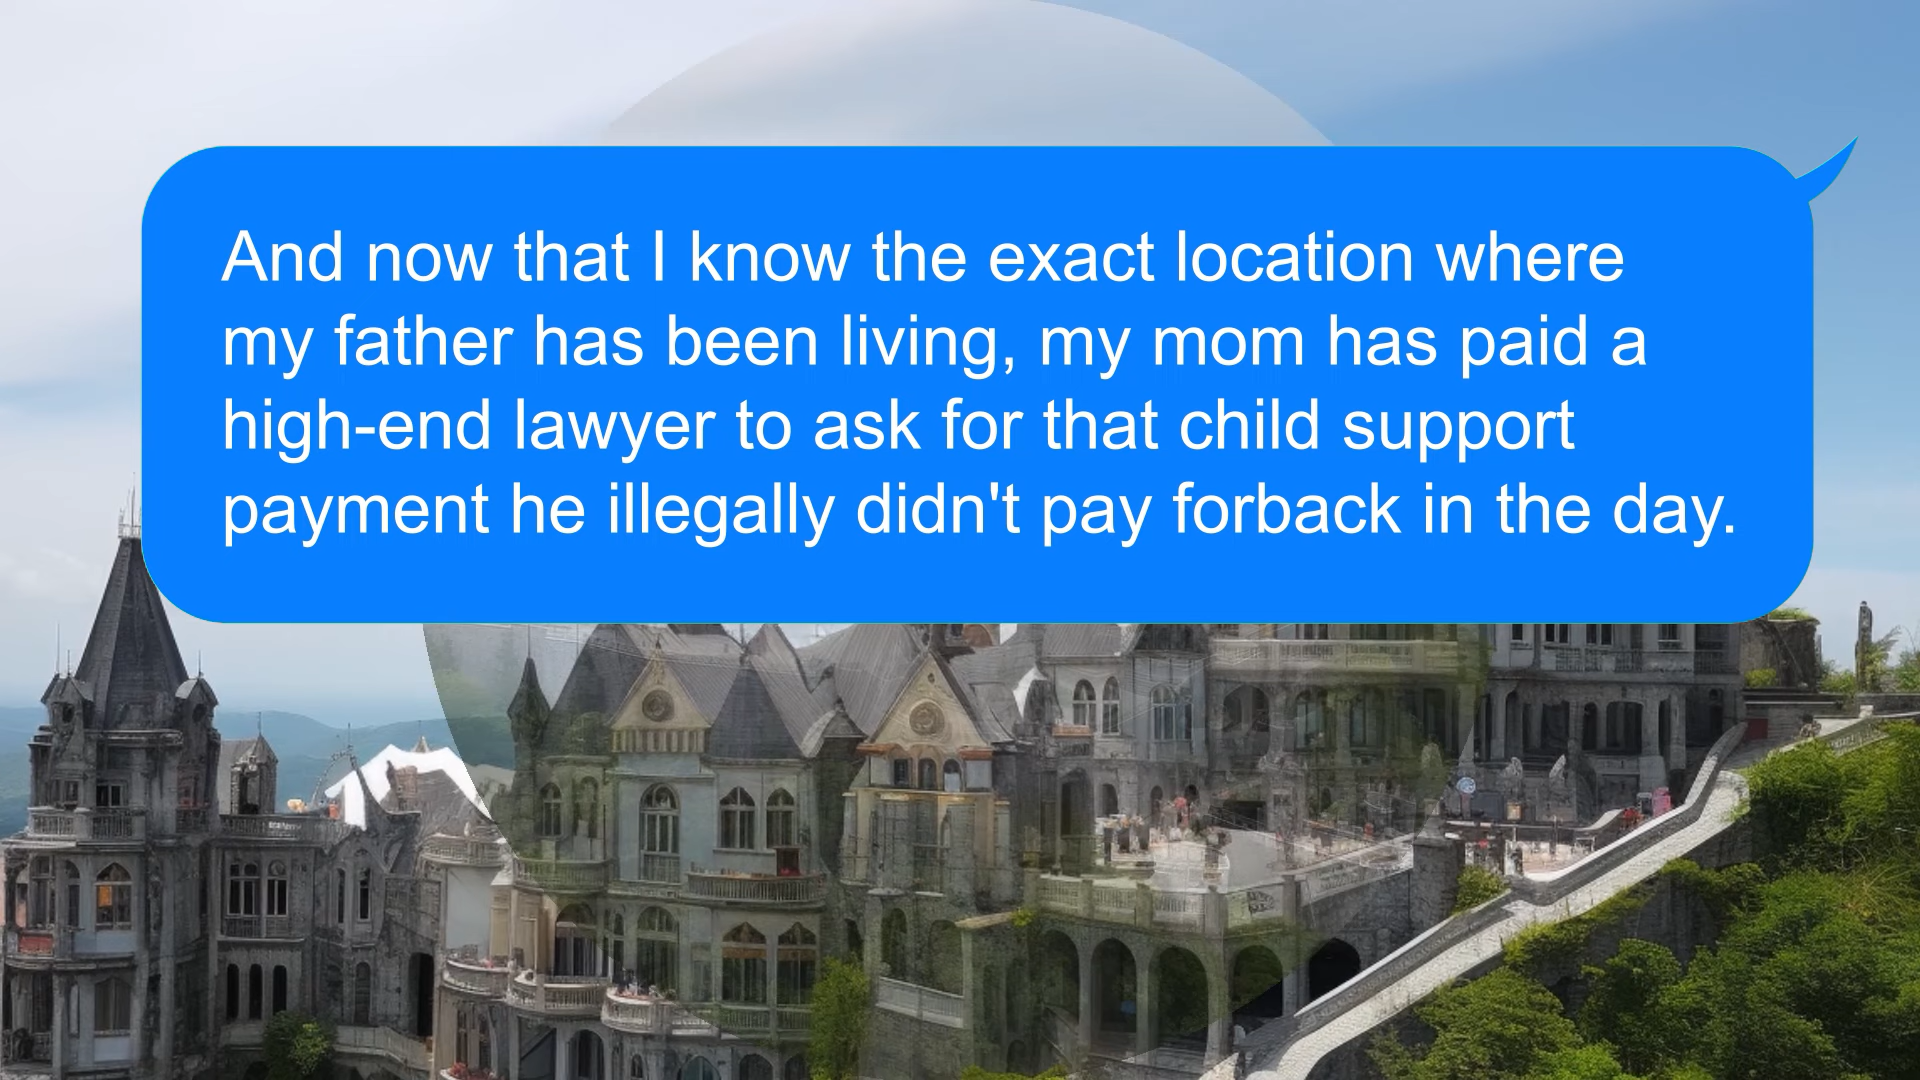 And now that I know the exact location where
my father has been living, my mom has paid a
high-end lawyer to ask for that child support
payment he illegally didn't pay forback in the day.